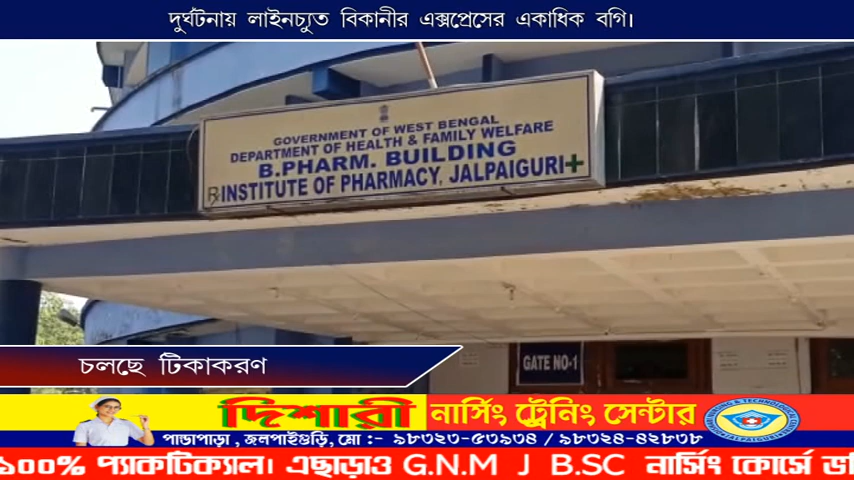 দুর্ঘটনায় লাইনচ্যুত বিকানীর এক্সপ্রেসের একাধিক বগি।
GOVERNMENT OF WEST BENGAL
DEPARTMENT OF HEALTH & FAMILY WELFARE
B.PHARM. BUILDING
INSTITUTE OF PHARMACY, JALPAIGURI
GATE NO-1
চলছে টিকাকরণ
দিশারী নার্সিং ট্রেনিং সেন্টার
পান্ডাপাড়া, জলপাইগুড়ি, মো :- ৯৮৩২৩-৫৩৯৩৪ / ৯৮৩২৪-৪২৮৩৮
১০০% প্যাকটিক্যাল। এছাড়াও G.N.M J B.SC নার্সিং কোর্সে